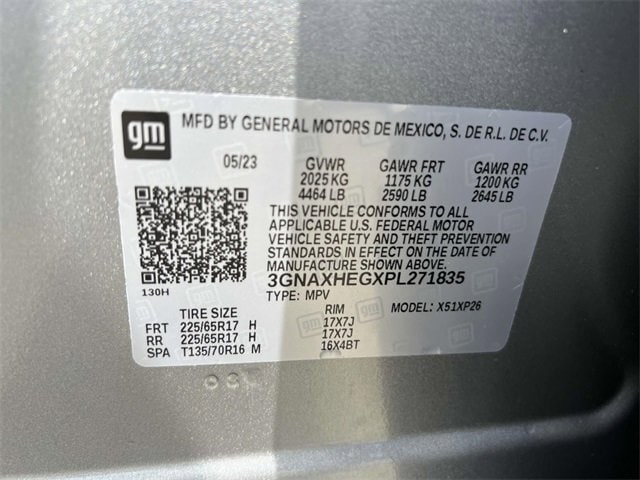 gm
MFD BY GENERAL MOTORS DE MEXICO, S. DE R.L. DE C.V.
05/23 GVWR GAWR FRT GAWR RR
2025 KG 1175 KG 1200 KG
4464 LB 2590 LB 2645 LB
THIS VEHICLE CONFORMS TO ALL
APPLICABLE U.S. FEDERAL MOTOR
VEHICLE SAFETY AND THEFT PREVENTION
STANDARDS IN EFFECT ON THE DATE OF
MANUFACTURE SHOWN ABOVE.
3GNAXHEGXPL271835
130H TYPE: MPV MODEL: X51XP26
TIRE SIZE RIM
FRT 225/65R17 H 17X7J
RR 225/65R17 H 17X7J
SPA T135/70R16 M 16X4BT